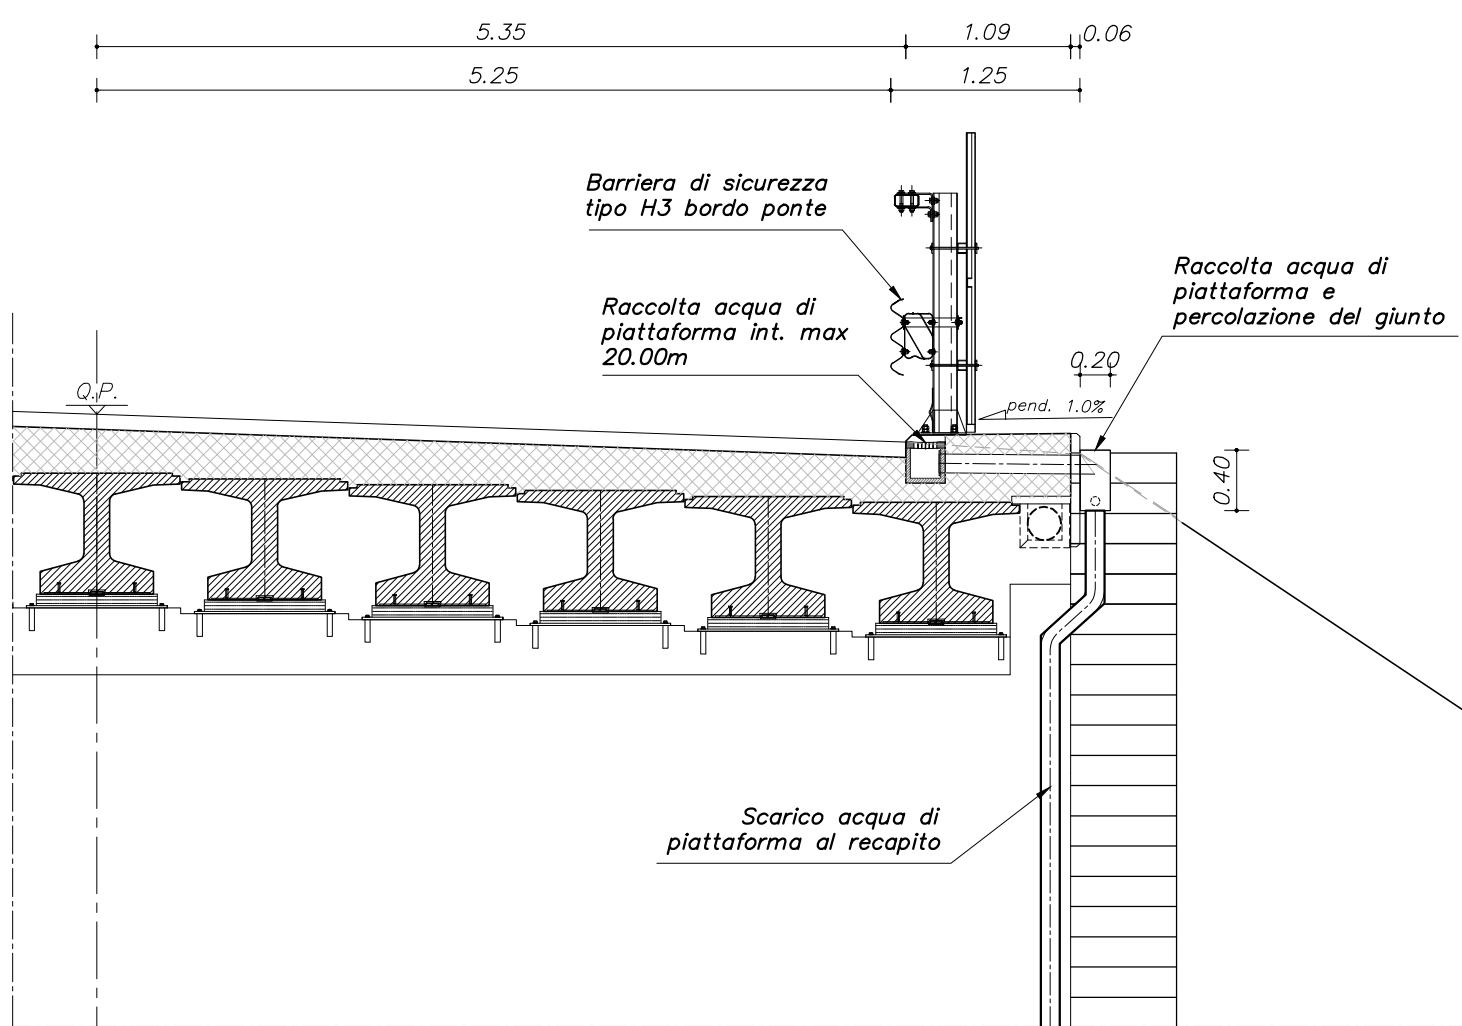 5.35
1.09
0.06
5.25
1.25
Barriera di sicurezza
tipo H3 bordo ponte
Raccolta acqua di
piattaforma int. max
20.00m
Raccolta acqua di
piattaforma e
percolazione del giunto
0.20
Q.P.
pend. 1.0%
0.40
Scarico acqua di
piattaforma al recapito